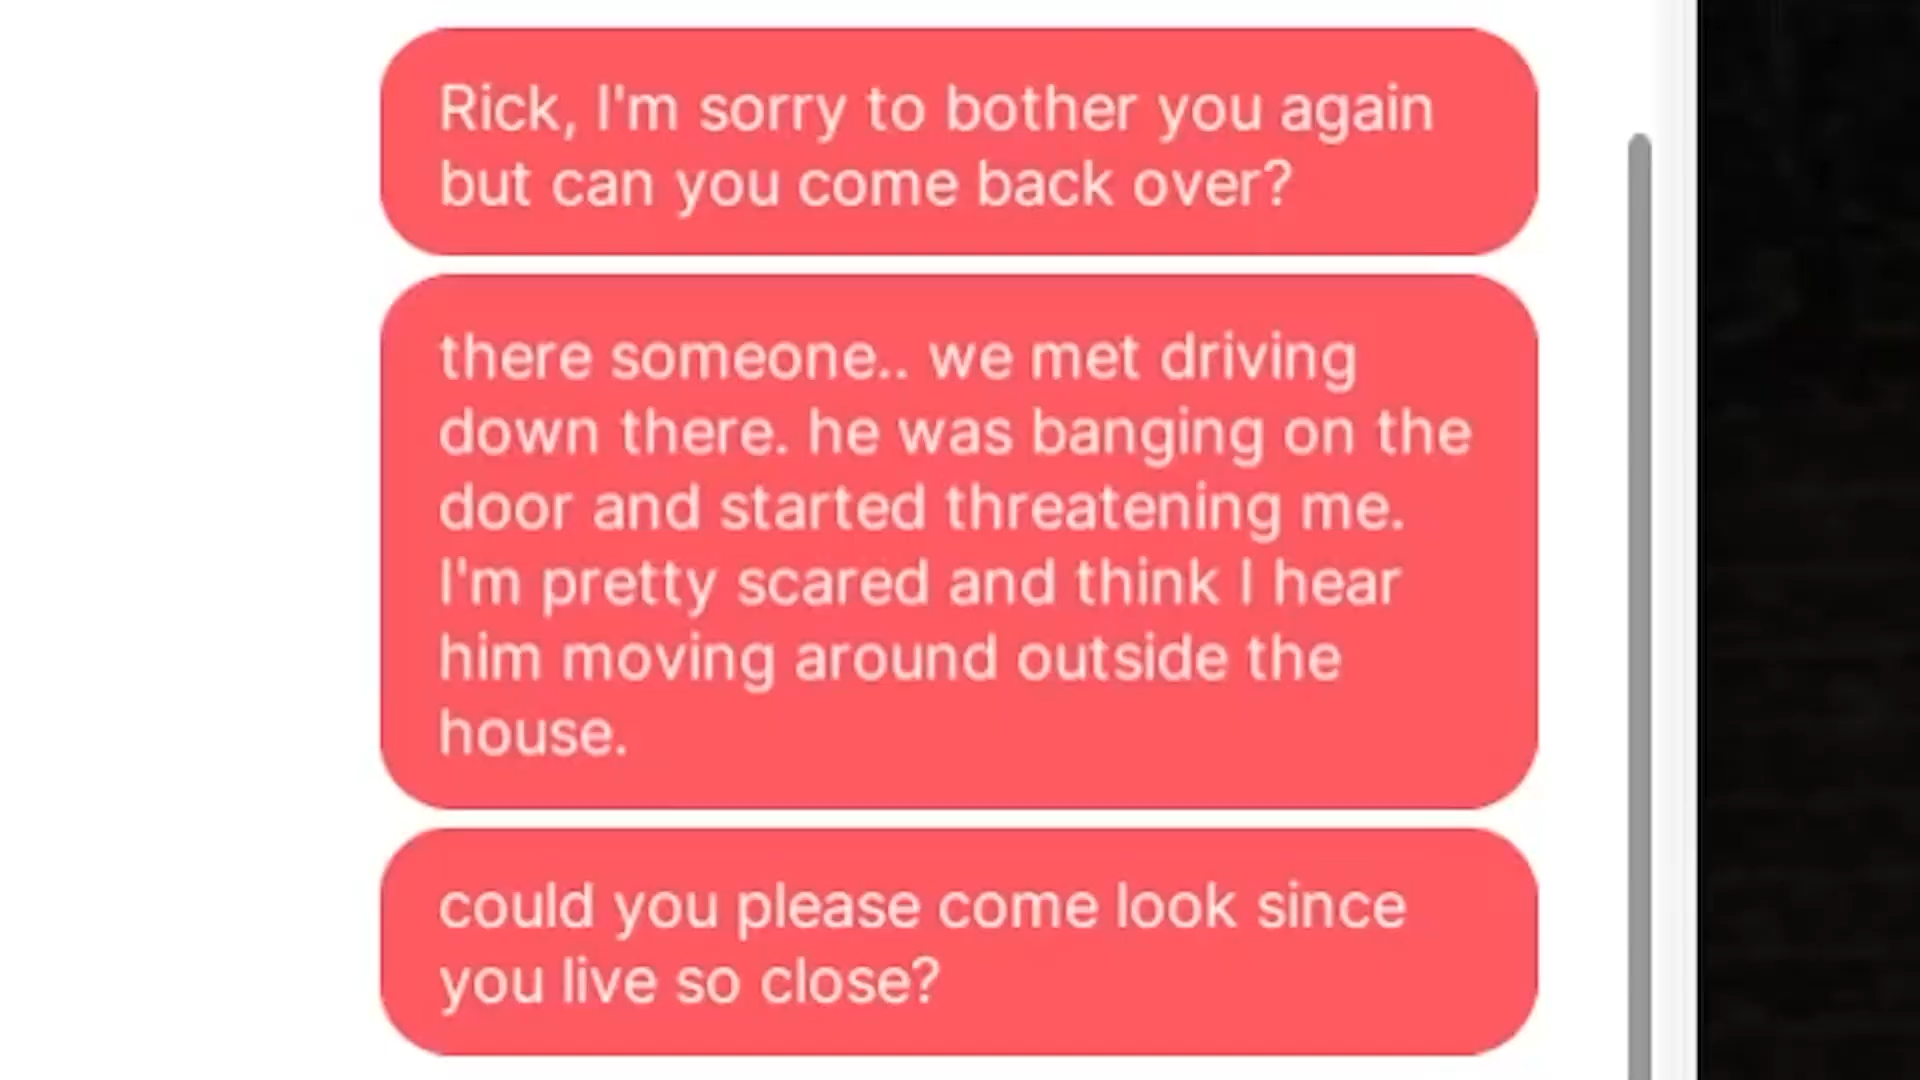 Rick, I'm sorry to bother you again
but can you come back over?
there someone.. we met driving
down there. he was banging on the
door and started threatening me.
I'm pretty scared and think I hear
him moving around outside the
house.
could you please come look since
you live so close?